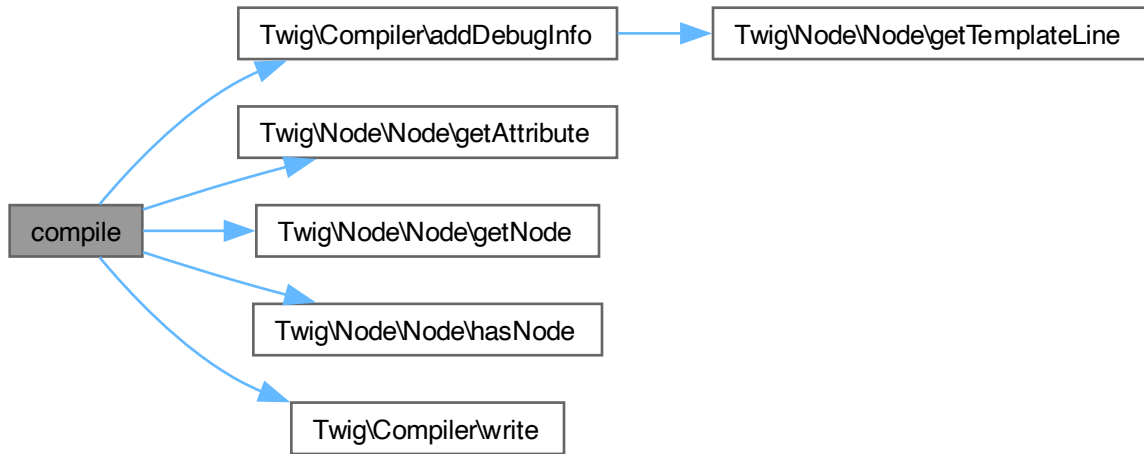 Twig\Compiler\addDebugInfo
Twig\Node\Node\getTemplateLine
Twig\Node\Node\getAttribute
compile
Twig\Node\Node\getNode
Twig\Node\Node\hasNode
Twig\Compiler\write